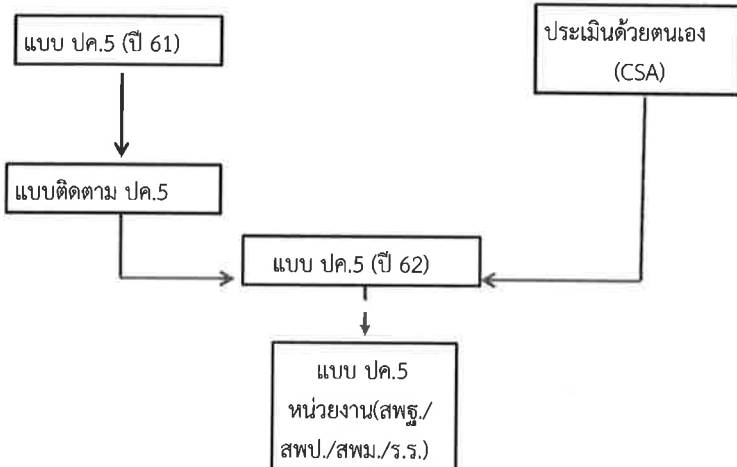 แบบ ปค.5 (ปี 61)
ประเมินด้วยตนเอง
(CSA)
แบบติดตาม ปค.5
แบบ ปค.5 (ปี 62)
แบบ ปค.5
หน่วยงาน(สพฐ./
สพป./สพม./ร.ร.)